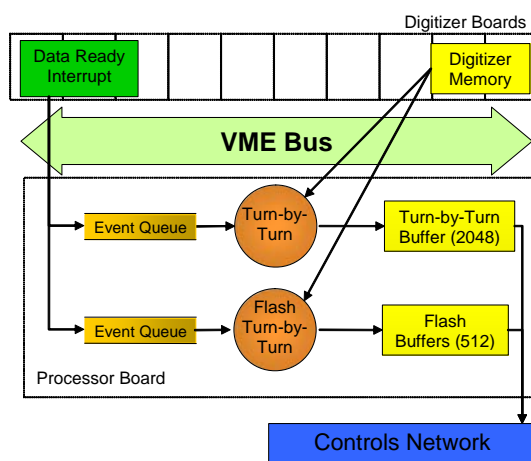 Digitizer Boards
Data Ready
Interrupt
Digitizer
Memory
VME Bus
Event Queue
Turn-by-
Turn
Turn-by-Turn
Buffer (2048)
Event Queue
Flash
Turn-by-
Turn
Flash
Buffers (512)
Processor Board
Controls Network